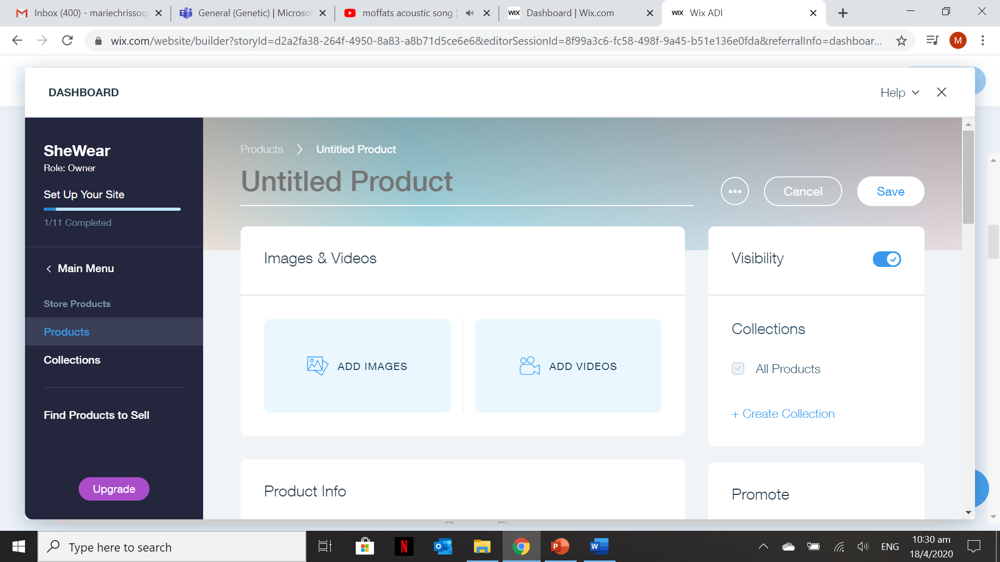 Inbox (400) - mariechrissoq
General (Genetic) | Microso
moffats acoustic song
WIX Dashboard | Wix.com
WIX Wix ADI
wix.com/website/builder?storyId=d2a2fa38-264f-4950-8a83-a8b71d5ce6e6&editorSessionId=8f99a3c6-fc58-498f-9a45-b51e136e0fda&referralInfo=dashboar...
M
DASHBOARD
Help
SheWear
Role: Owner
Set Up Your Site
1/11 Completed
Main Menu
Store Products
Products
Collections
Find Products to Sell
Upgrade
Products > Untitled Product
Untitled Product
Cancel
Save
Images & Videos
ADD IMAGES
ADD VIDEOS
Product Info
Visibility
Collections
All Products
+ Create Collection
Promote
Type here to search
ENG
10:30 am
18/4/2020